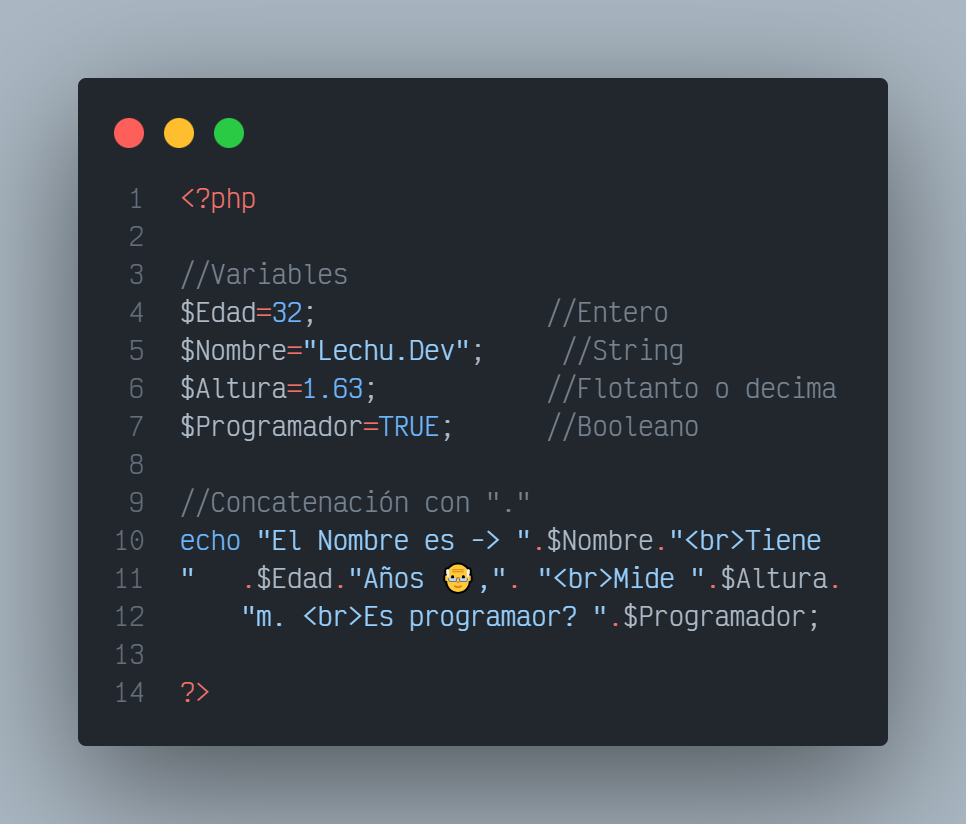 1 <?php
2
3 //Variables
4 $Edad=32;               //Entero
5 $Nombre="Lechu.Dev";     //String
6 $Altura=1.63;           //Flotanto o decima
7 $Programador=TRUE;      //Booleano
8
9 //Concatenación con "."
10 echo "El Nombre es -> ".$Nombre."<br>Tiene
11 "   .$Edad."Años 👴,". "<br>Mide ".$Altura.
12     "m. <br>Es programaor? ".$Programador;
13
14 ?>